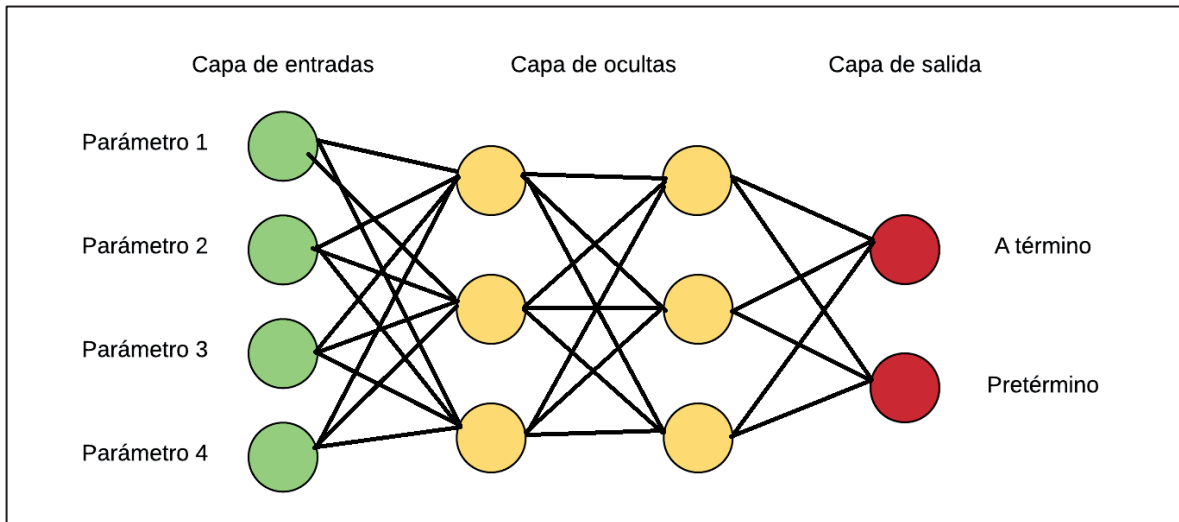 Capa de entradas
Capa de ocultas
Capa de salida
Parámetro 1
Parámetro 2
Parámetro 3
Parámetro 4
A término
Pretérmino